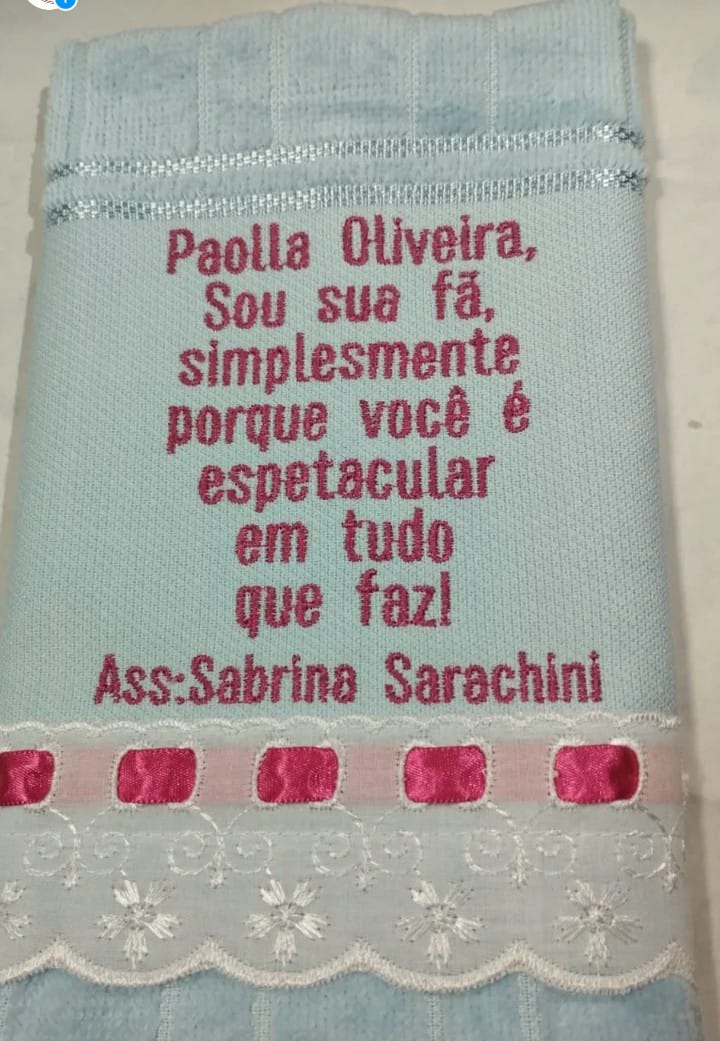 Paolla Oliveira,
Sou sua fã,
simplesmente
porque você é
espetacular
em tudo
que faz!
Ass:Sabrina Sarachini